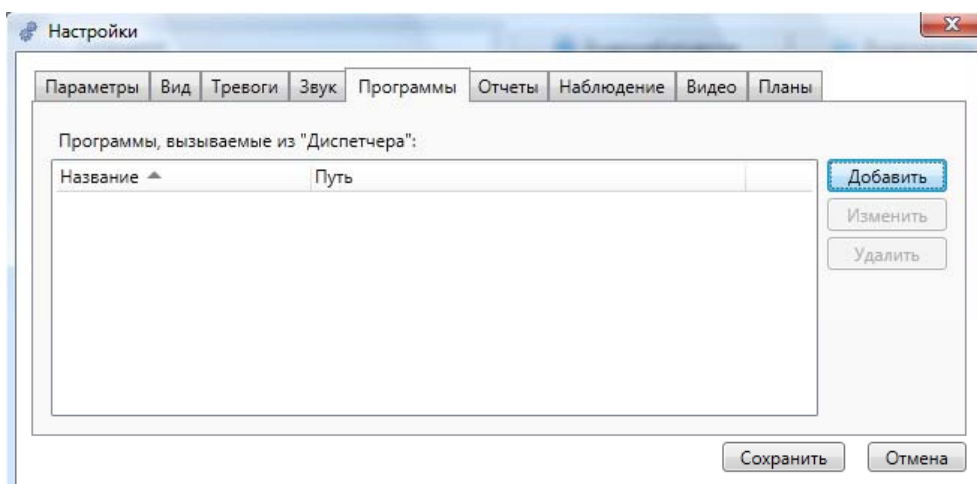 Настройки
Параметры Вид Тревоги Звук Программы Отчеты Наблюдение Видео Планы
Программы, вызываемые из "Диспетчера":
Название Путь
Добавить
Изменить
Удалить
Сохранить Отмена